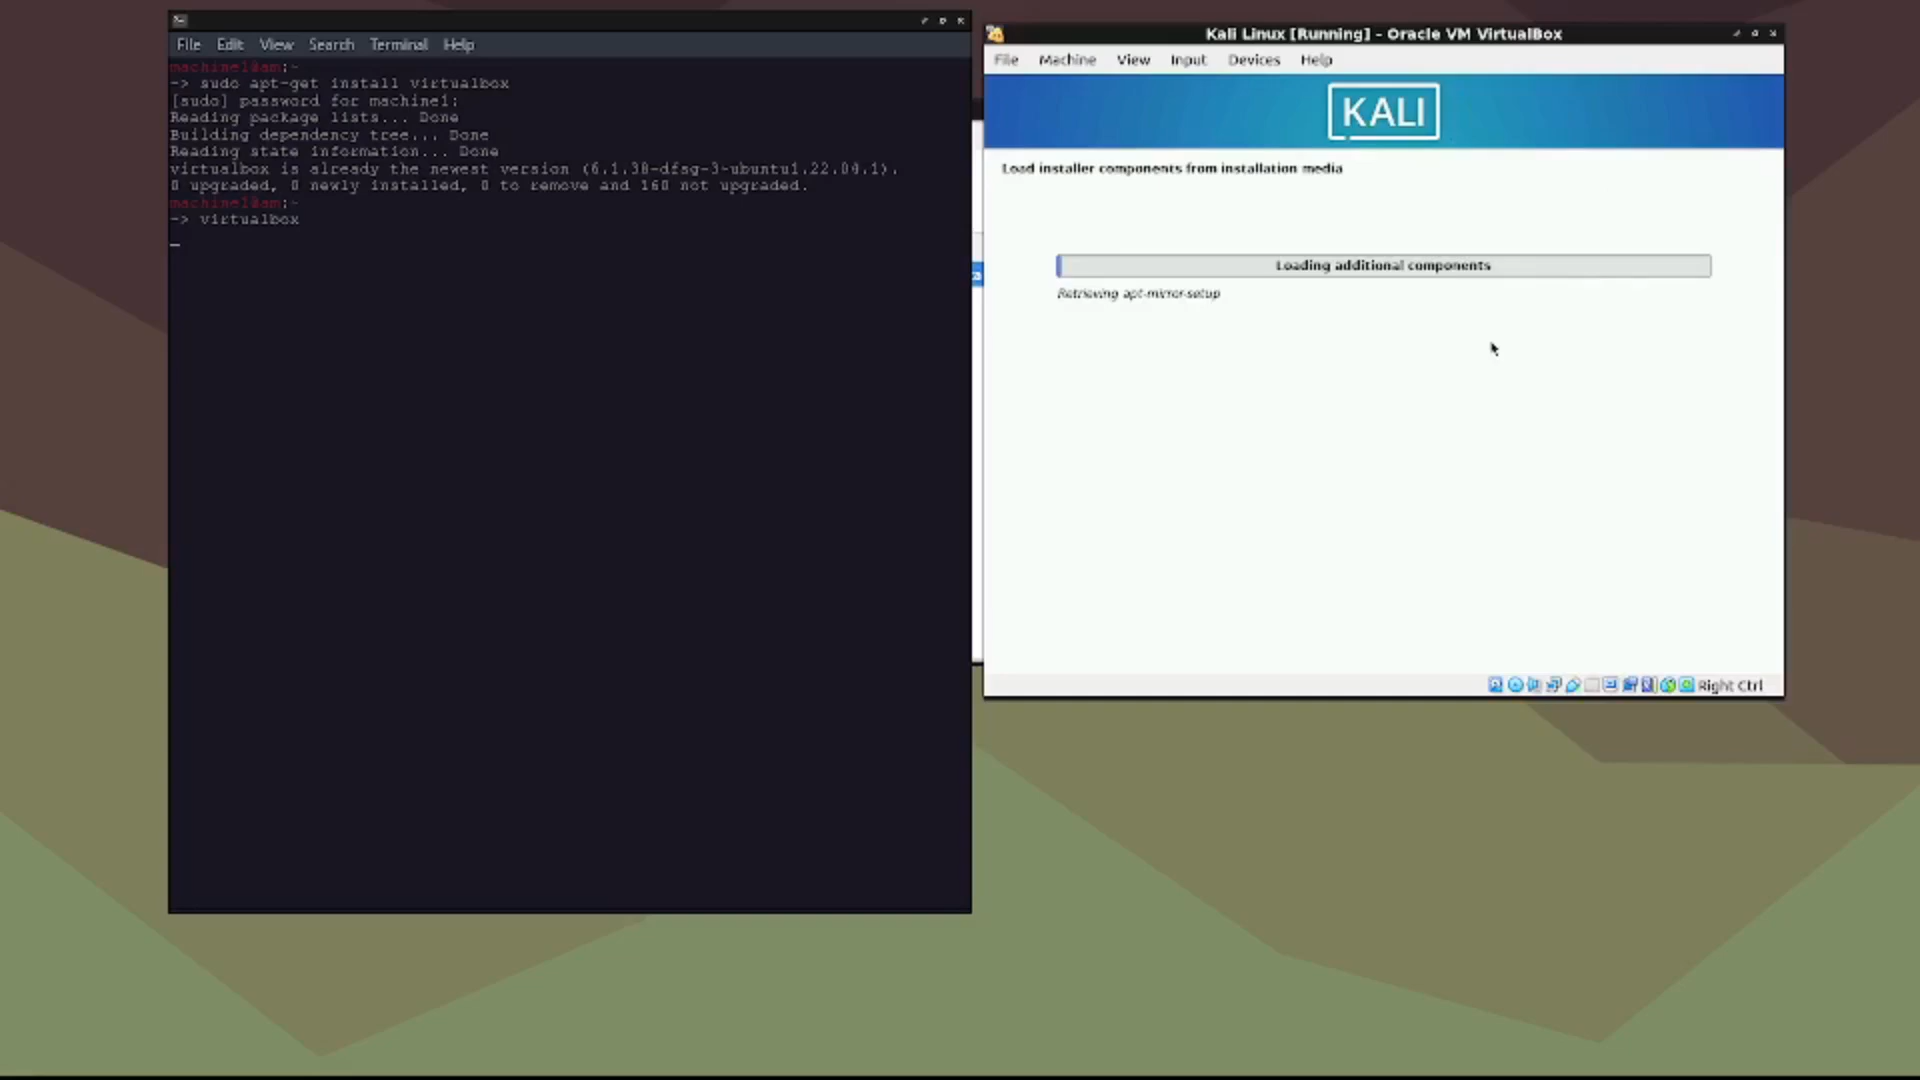 File Edit View Search Terminal Help
machine1@am:~
-> sudo apt-get install virtualbox
[sudo] password for machine1:
Reading package lists... Done
Building dependency tree... Done
Reading state information... Done
virtualbox is already the newest version (6.1.38-dfsg-3~ubuntu1.22.04.1).
0 upgraded, 0 newly installed, 0 to remove and 160 not upgraded.
machine1@am:~
-> virtualbox
Kali Linux [Running] - Oracle VM VirtualBox
File Machine View Input Devices Help
KALI
Load installer components from installation media
Loading additional components
Retrieving apt-mirror-setup
Right Ctrl